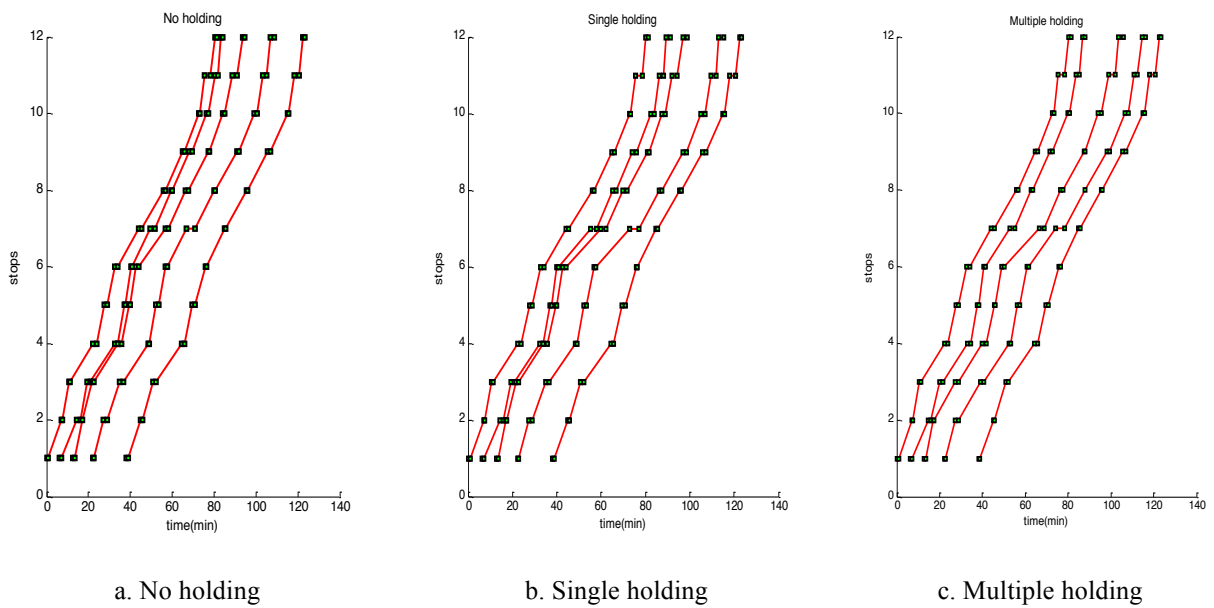 No holding
12
10
8
6
4
2
0
stops
0 20 40 60 80 100 120 140
time(min)
a. No holding
Single holding
12
10
8
6
4
2
0
stops
0 20 40 60 80 100 120 140
time(min)
b. Single holding
Multiple holding
12
10
8
6
4
2
0
stops
0 20 40 60 80 100 120 140
time(min)
c. Multiple holding